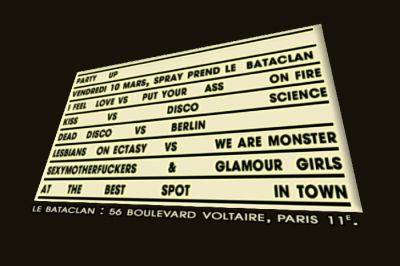 PARTY UP
VENDREDI 10 MARS, SPRAY PREND LE BATACLAN
I FEEL LOVE VS PUT YOUR ASS ON FIRE
KISS VS DISCO SCIENCE
DEAD DISCO VS BERLIN
LESBIANS ON ECTASY VS WE ARE MONSTER
SEXYMOTHERFUCKERS & GLAMOUR GIRLS
AT THE BEST SPOT IN TOWN
LE BATACLAN : 56 BOULEVARD VOLTAIRE, PARIS 11E.